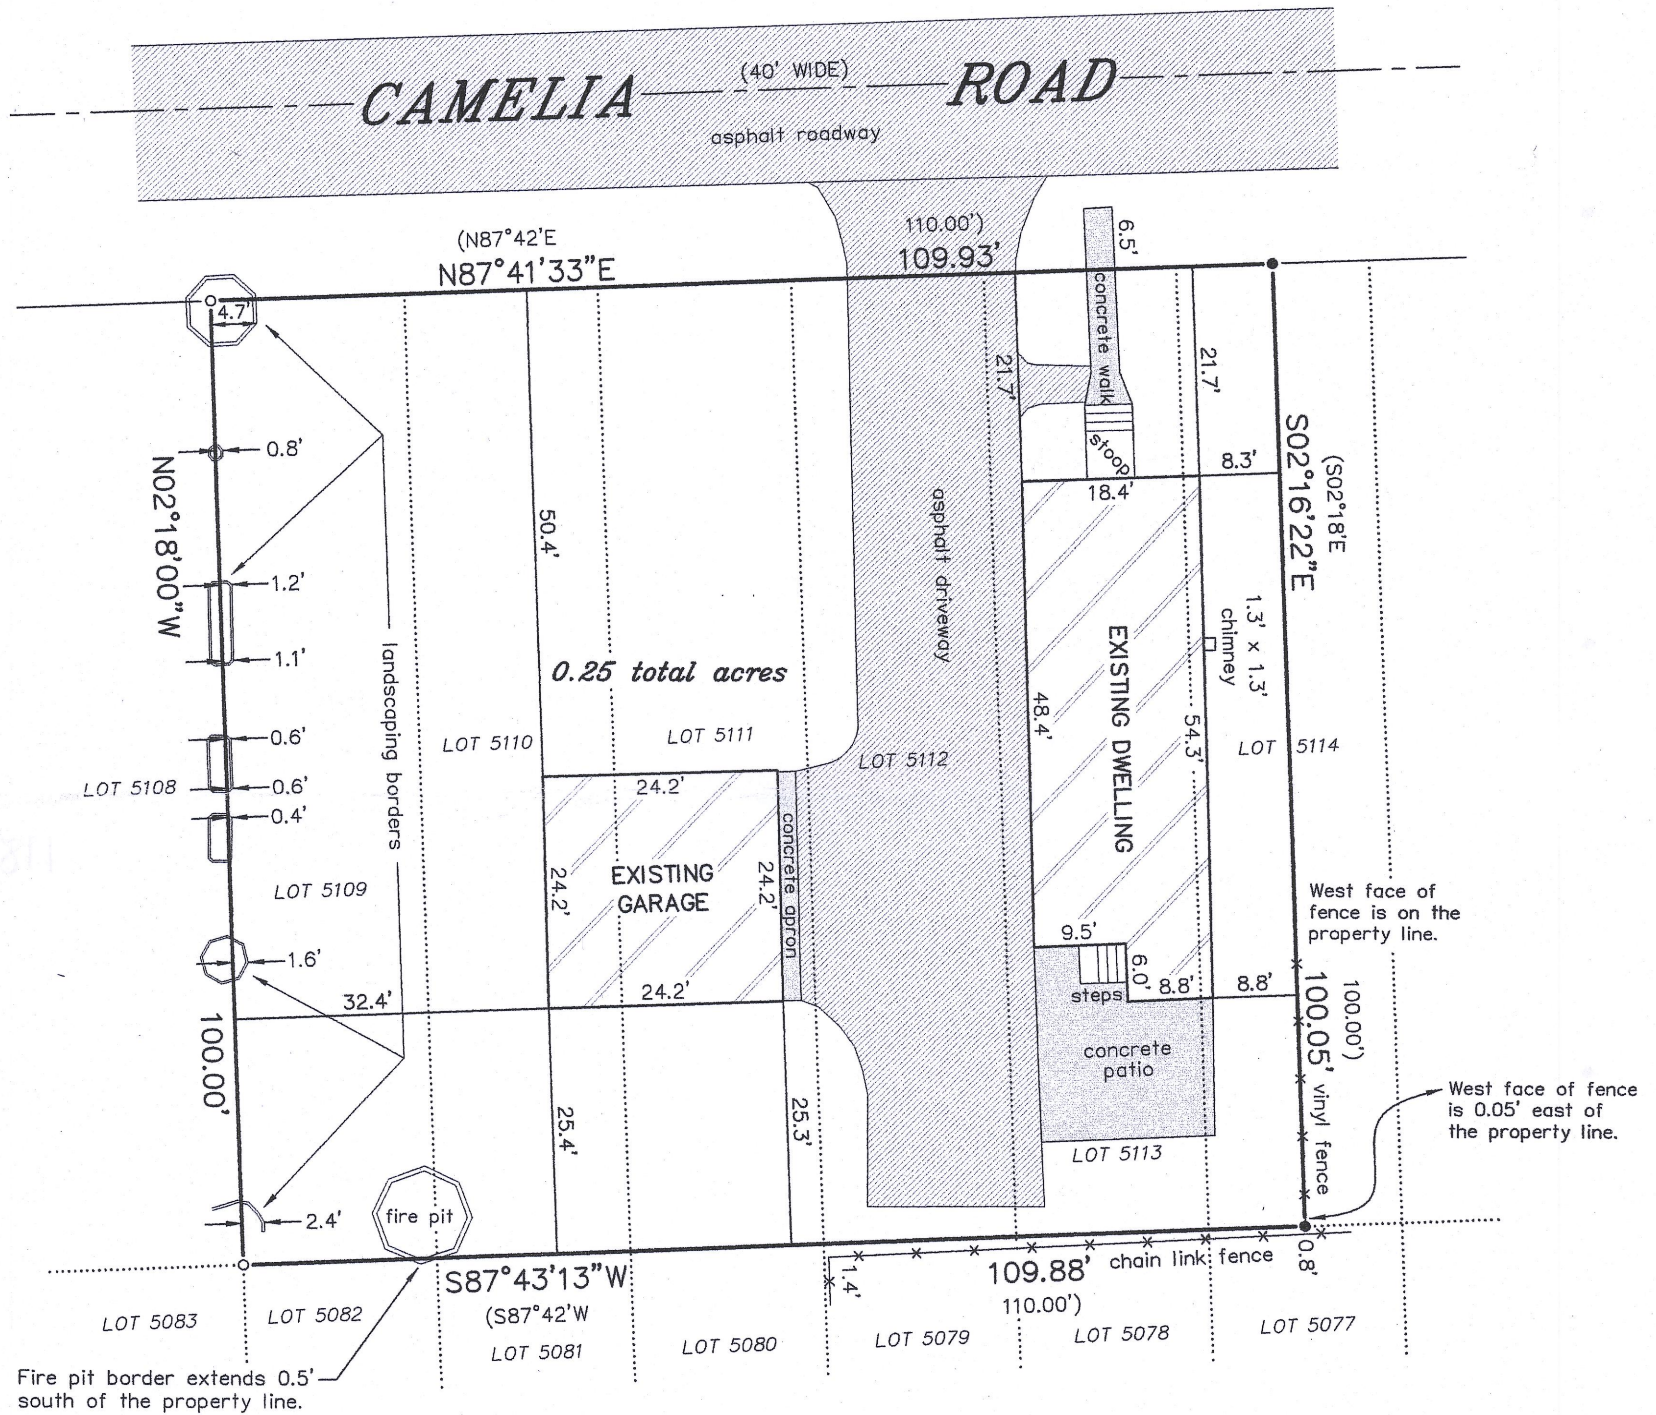 CAMELIA ROAD
(40' WIDE)
asphalt roadway
(N87°42'E
N87°41'33"E
110.00')
109.93'
6.5'
concrete walk
4.7'
21.7'
21.7'
0.8'
stoop
18.4'
8.3'
S02°16'22"E
(S02°18'E
N02°18'00"W
50.4'
asphalt driveway
1.2'
1.1'
landscaping borders
0.25 total acres
EXISTING DWELLING
48.4'
54.3'
1.3' x 1.3'
chimney
0.6'
0.6'
0.4'
LOT 5108
LOT 5110
LOT 5111
LOT 5112
LOT 5114
24.2'
EXISTING
GARAGE
24.2'
24.2'
24.2'
concrete apron
LOT 5109
West face of
fence is on the
property line.
9.5'
6.0'
steps
8.8'
8.8'
1.6'
32.4'
100.00'
100.05'
100.00')
vinyl fence
concrete
patio
West face of fence
is 0.05' east of
the property line.
25.4'
25.3'
LOT 5113
2.4'
fire pit
S87°43'13"W
(S87°42'W
1.4'
109.88'
110.00')
chain link fence
0.8'
LOT 5083
LOT 5082
LOT 5081
LOT 5080
LOT 5079
LOT 5078
LOT 5077
Fire pit border extends 0.5'
south of the property line.